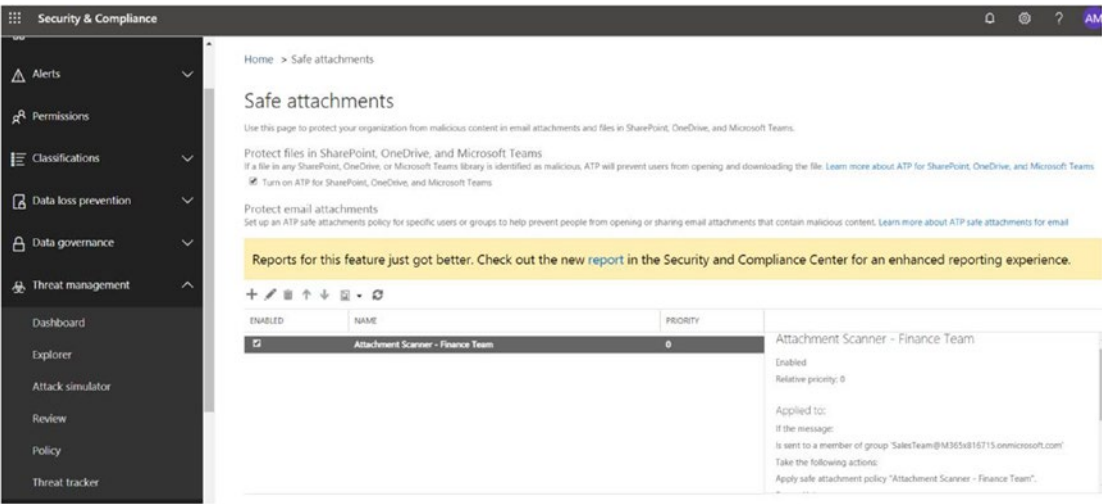 Security & Compliance
?
AM
Alerts
Permissions
Classifications
Data loss prevention
Data governance
Threat management
Dashboard
Explorer
Attack simulator
Review
Policy
Threat tracker
Home > Safe attachments
Safe attachments
Use this page to protect your organization from malicious content in email attachments and files in SharePoint, OneDrive, and Microsoft Teams.
Protect files in SharePoint, OneDrive, and Microsoft Teams
If a file in any SharePoint, OneDrive, or Microsoft Teams library is identified as malicious, ATP will prevent users from opening and downloading the file. Learn more about ATP for SharePoint, OneDrive, and Microsoft Teams
Turn on ATP for SharePoint, OneDrive, and Microsoft Teams
Protect email attachments
Set up an ATP safe attachments policy for specific users or groups to help prevent people from opening or sharing email attachments that contain malicious content. Learn more about ATP safe attachments for email
Reports for this feature just got better. Check out the new report in the Security and Compliance Center for an enhanced reporting experience.
ENABLED NAME PRIORITY
Attachment Scanner - Finance Team 0
Attachment Scanner - Finance Team
Enabled
Relative priority: 0
Applied to:
If the message:
Is sent to a member of group 'SalesTeam@M365x816715.onmicrosoft.com'
Take the following actions:
Apply safe attachment policy "Attachment Scanner - Finance Team".